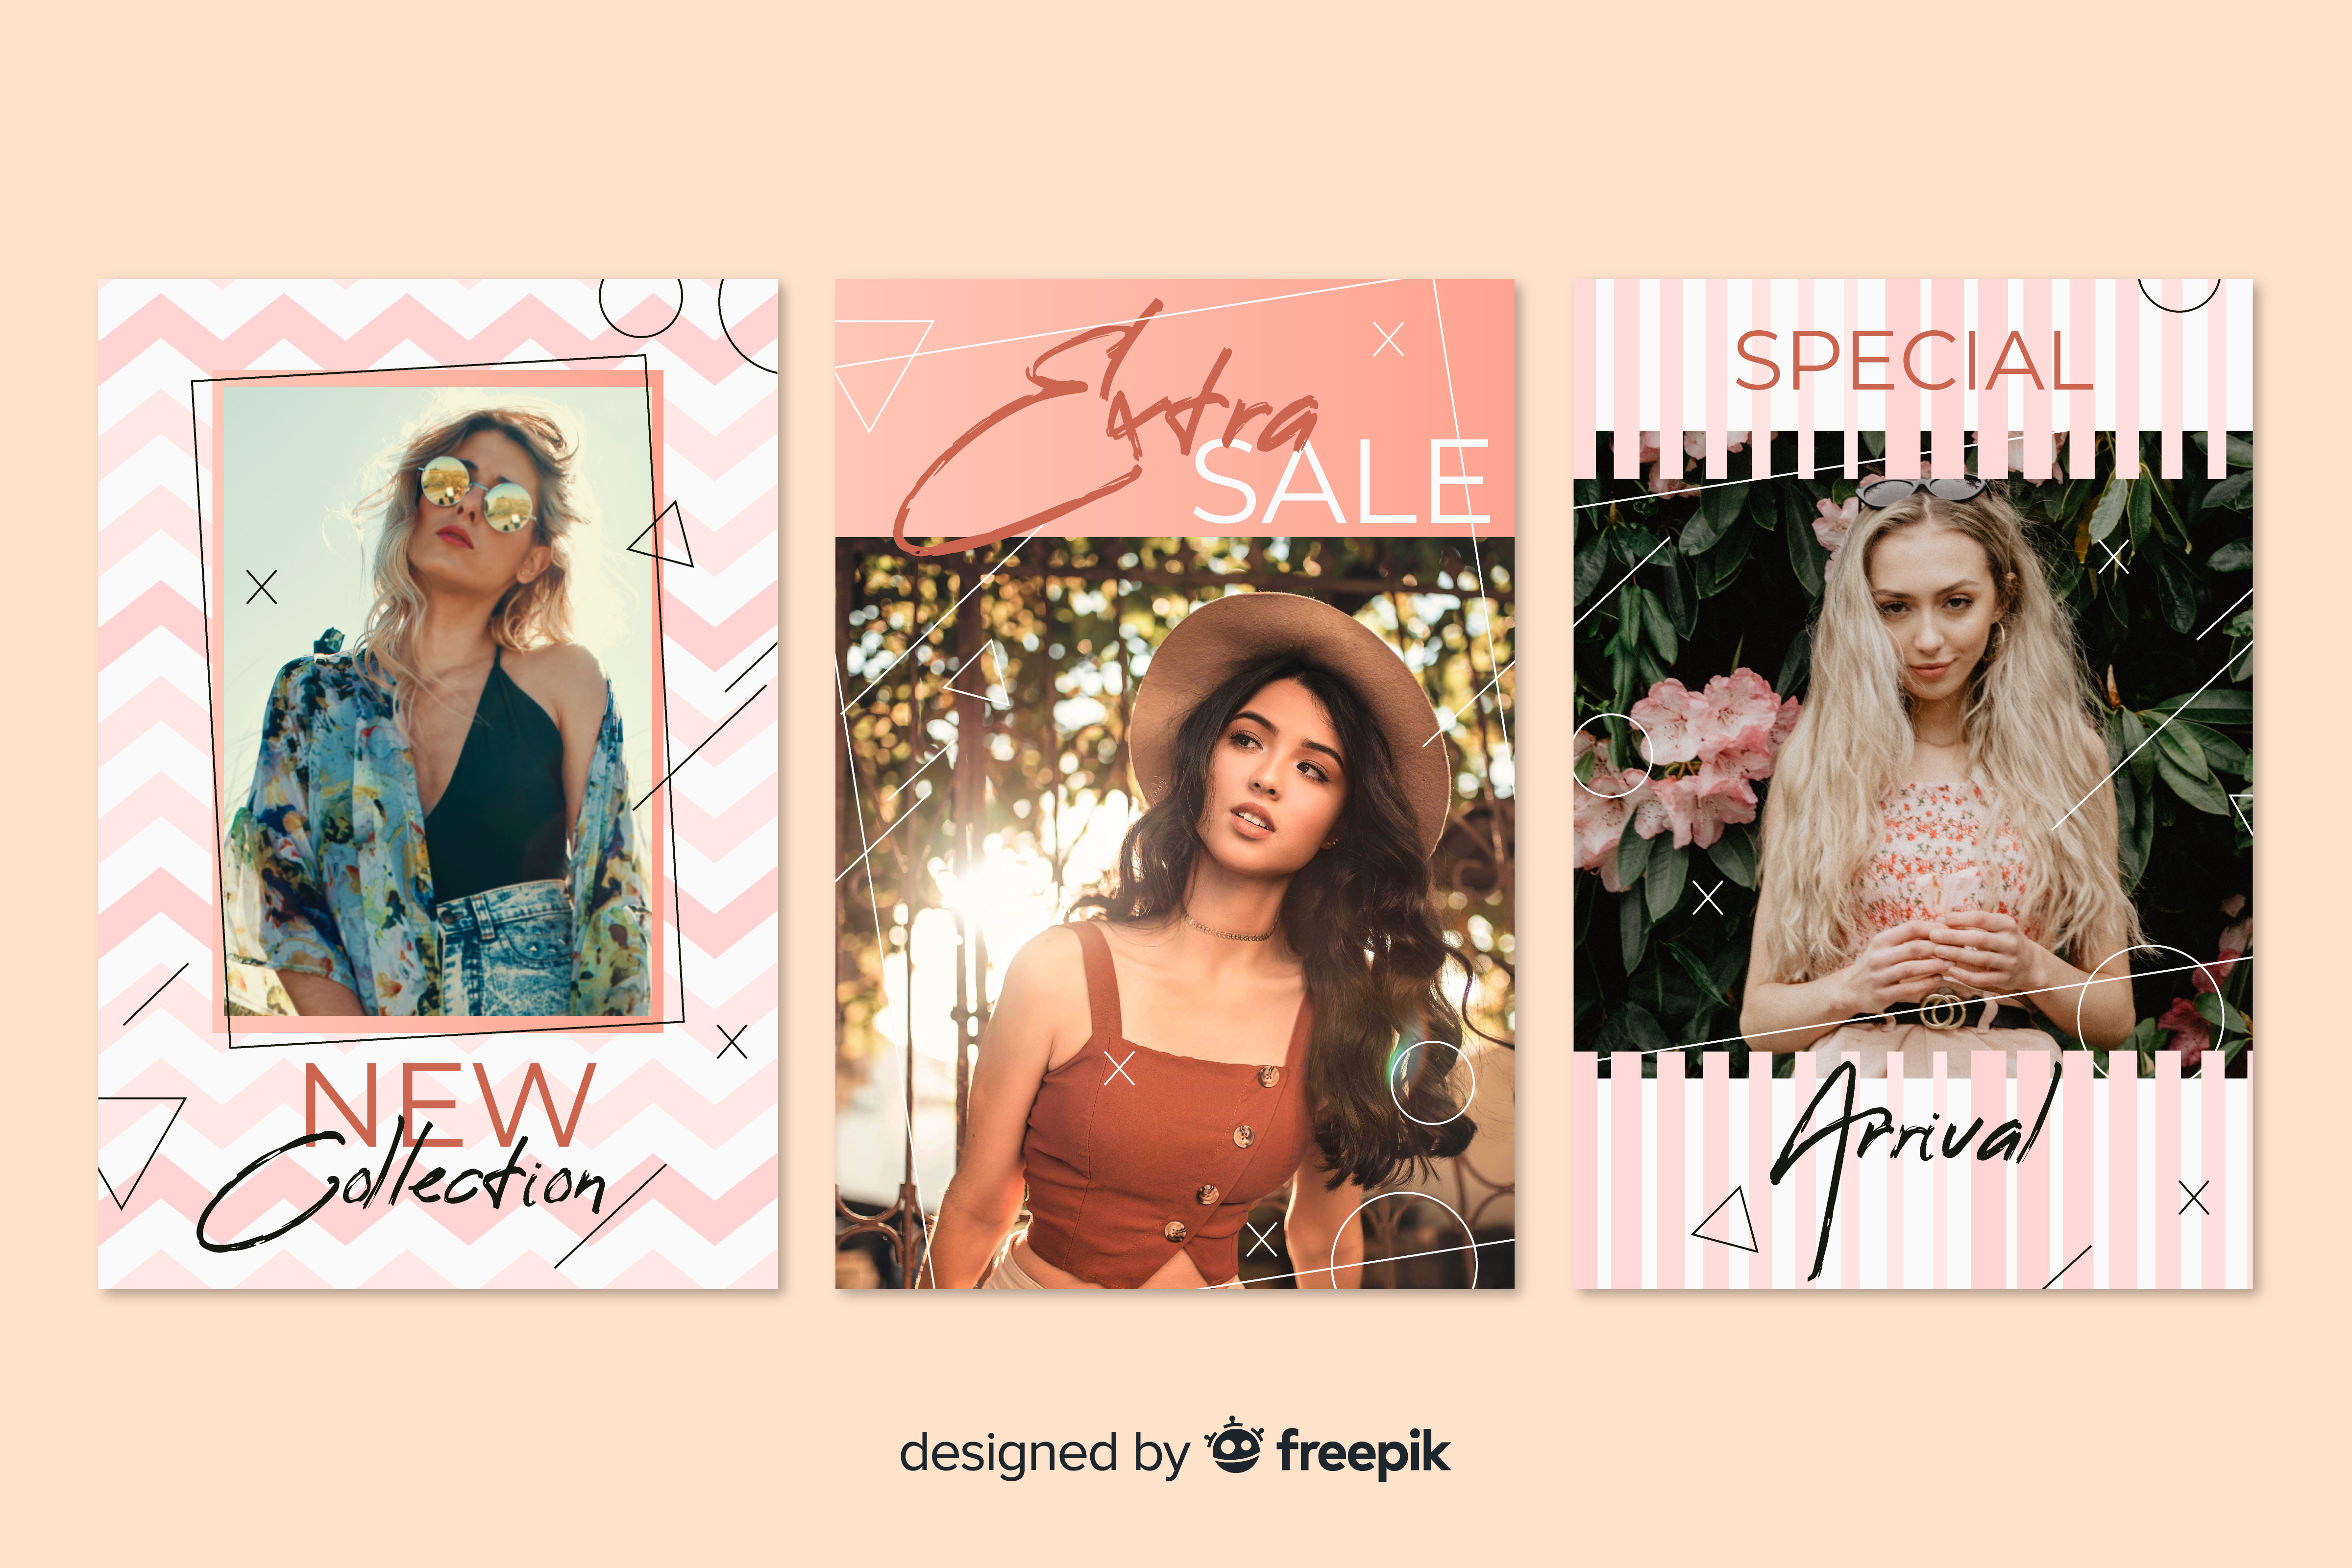 NEW
Collection
Extra
SALE
SPECIAL
Arrival
designed by freepik